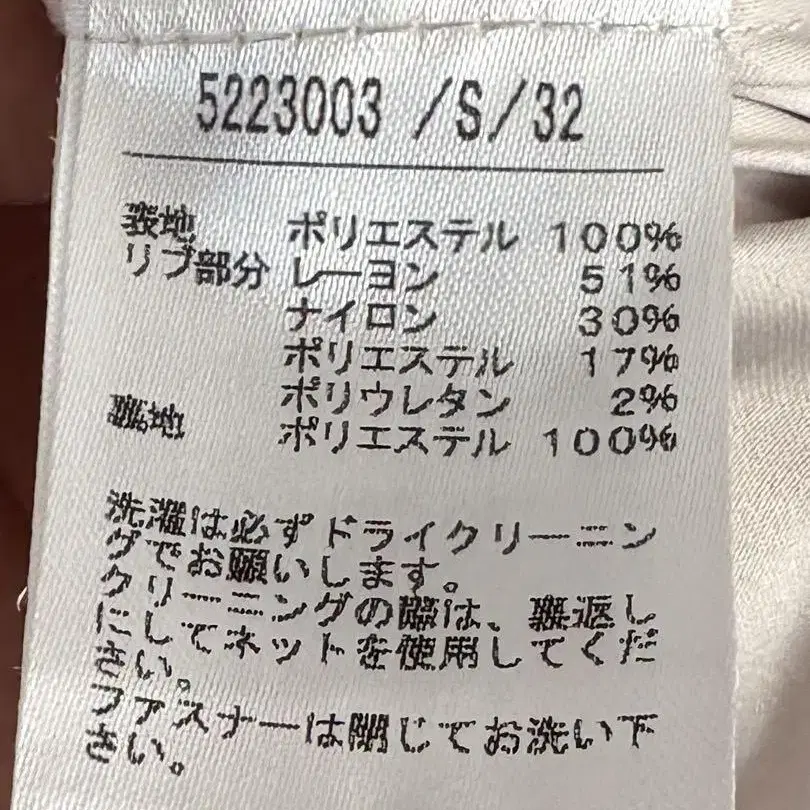 5223003 /S/32
表地 ポリエステル 100%
リブ部分 レーヨン 51%
ナイロン 30%
ポリエステル 17%
ポリウレタン 2%
裏地 ポリエステル 100%
洗濯は必ずドライクリーニン
グでお願いします。
クリーニングの際は、裏返し
にしてネットを使用してくだ
さい。
ファスナーは閉じてお洗い下
さい。